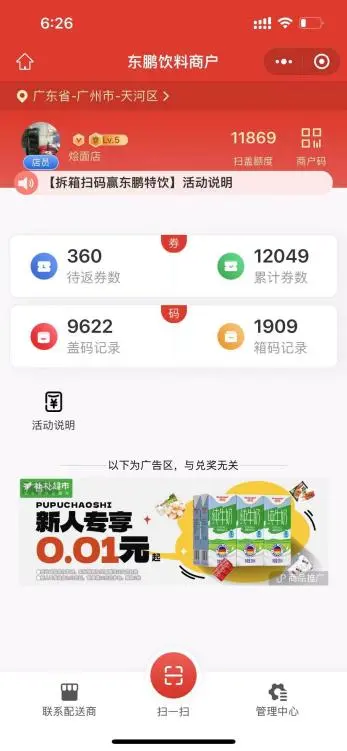 6:26
东鹏饮料商户
广东省-广州市-天河区
Lv.5
11869
店员
烩面店
扫盖额度
商户码
【拆箱扫码赢东鹏特饮】活动说明
券
360
12049
待返券数
累计券数
码
9622
1909
盖码记录
箱码记录
活动说明
以下为广告区，与兑奖无关
朴朴超市
PUPUCHAOSHI
新人专享
0.01元起
纯牛奶
纯牛奶
纯牛奶
商品推广
联系配送商
扫一扫
管理中心